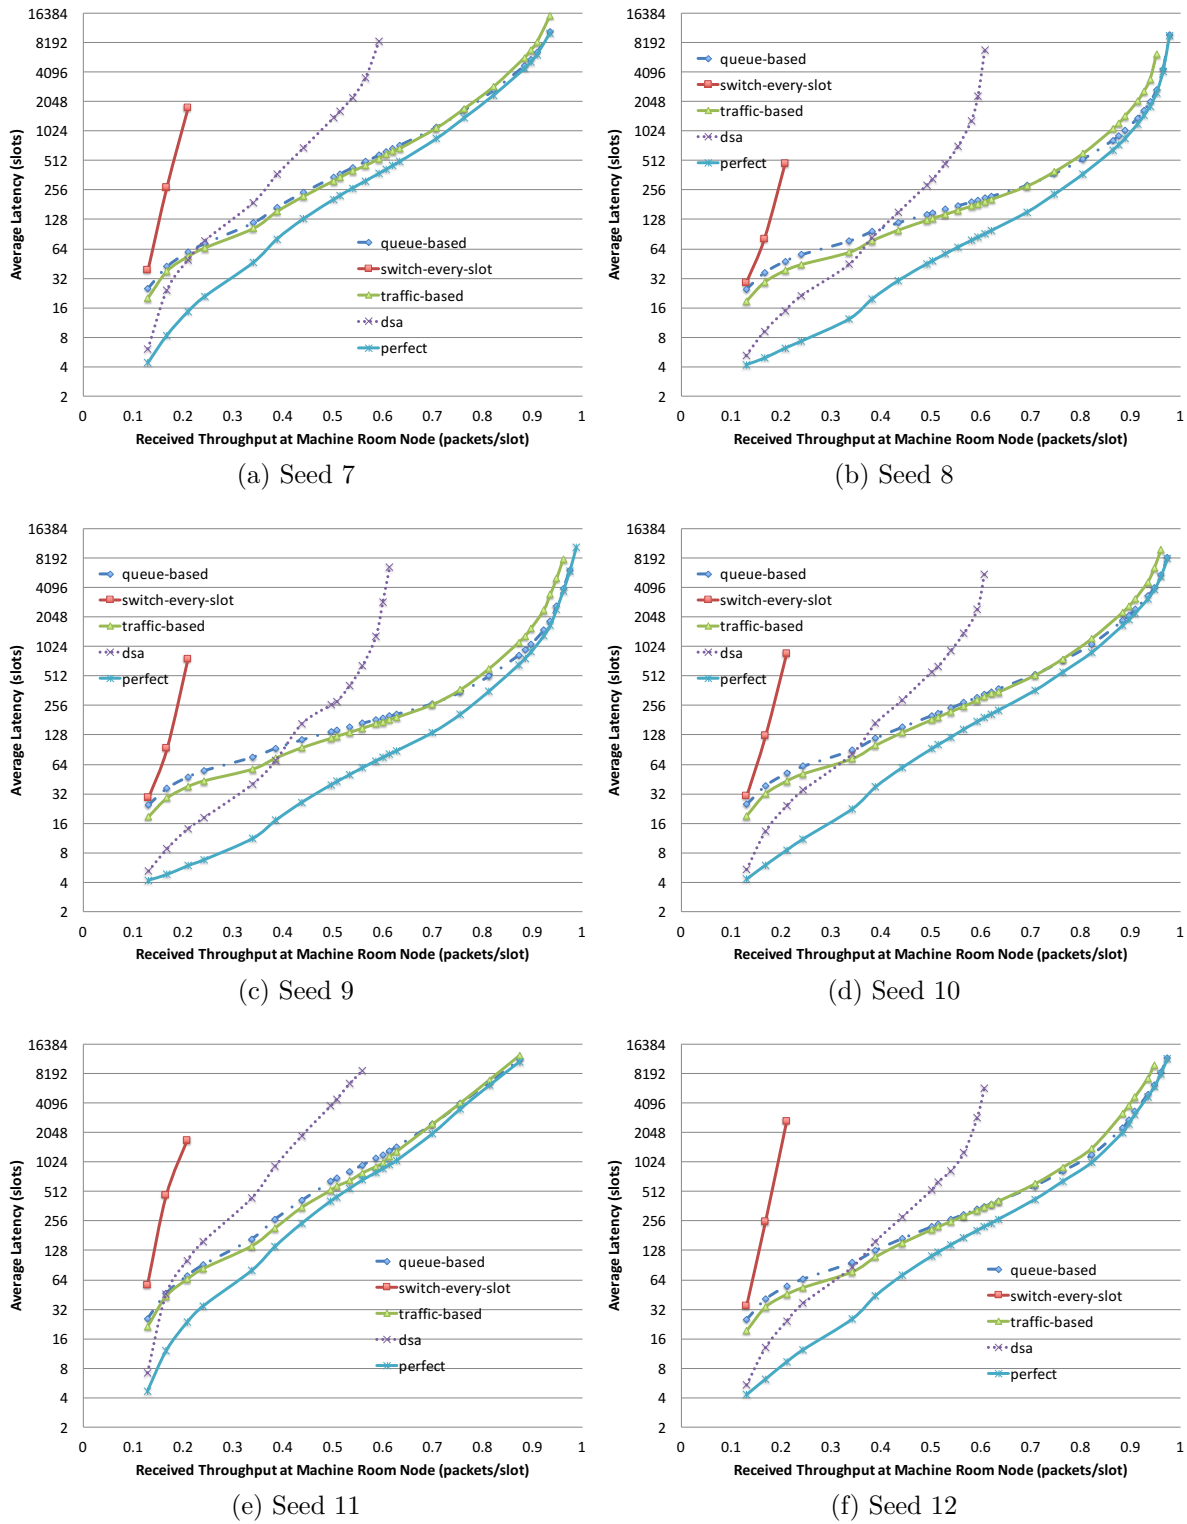 16384
8192
4096
2048
1024
512
256
128
64
32
16
8
4
2
Average Latency (slots)
queue-based
switch-every-slot
traffic-based
dsa
perfect
0 0.1 0.2 0.3 0.4 0.5 0.6 0.7 0.8 0.9 1
Received Throughput at Machine Room Node (packets/slot)
(a) Seed 7
16384
8192
4096
2048
1024
512
256
128
64
32
16
8
4
2
Average Latency (slots)
queue-based
switch-every-slot
traffic-based
dsa
perfect
0 0.1 0.2 0.3 0.4 0.5 0.6 0.7 0.8 0.9 1
Received Throughput at Machine Room Node (packets/slot)
(b) Seed 8
16384
8192
4096
2048
1024
512
256
128
64
32
16
8
4
2
Average Latency (slots)
queue-based
switch-every-slot
traffic-based
dsa
perfect
0 0.1 0.2 0.3 0.4 0.5 0.6 0.7 0.8 0.9 1
Received Throughput at Machine Room Node (packets/slot)
(c) Seed 9
16384
8192
4096
2048
1024
512
256
128
64
32
16
8
4
2
Average Latency (slots)
queue-based
switch-every-slot
traffic-based
dsa
perfect
0 0.1 0.2 0.3 0.4 0.5 0.6 0.7 0.8 0.9 1
Received Throughput at Machine Room Node (packets/slot)
(d) Seed 10
16384
8192
4096
2048
1024
512
256
128
64
32
16
8
4
2
Average Latency (slots)
queue-based
switch-every-slot
traffic-based
dsa
perfect
0 0.1 0.2 0.3 0.4 0.5 0.6 0.7 0.8 0.9 1
Received Throughput at Machine Room Node (packets/slot)
(e) Seed 11
16384
8192
4096
2048
1024
512
256
128
64
32
16
8
4
2
Average Latency (slots)
queue-based
switch-every-slot
traffic-based
dsa
perfect
0 0.1 0.2 0.3 0.4 0.5 0.6 0.7 0.8 0.9 1
Received Throughput at Machine Room Node (packets/slot)
(f) Seed 12